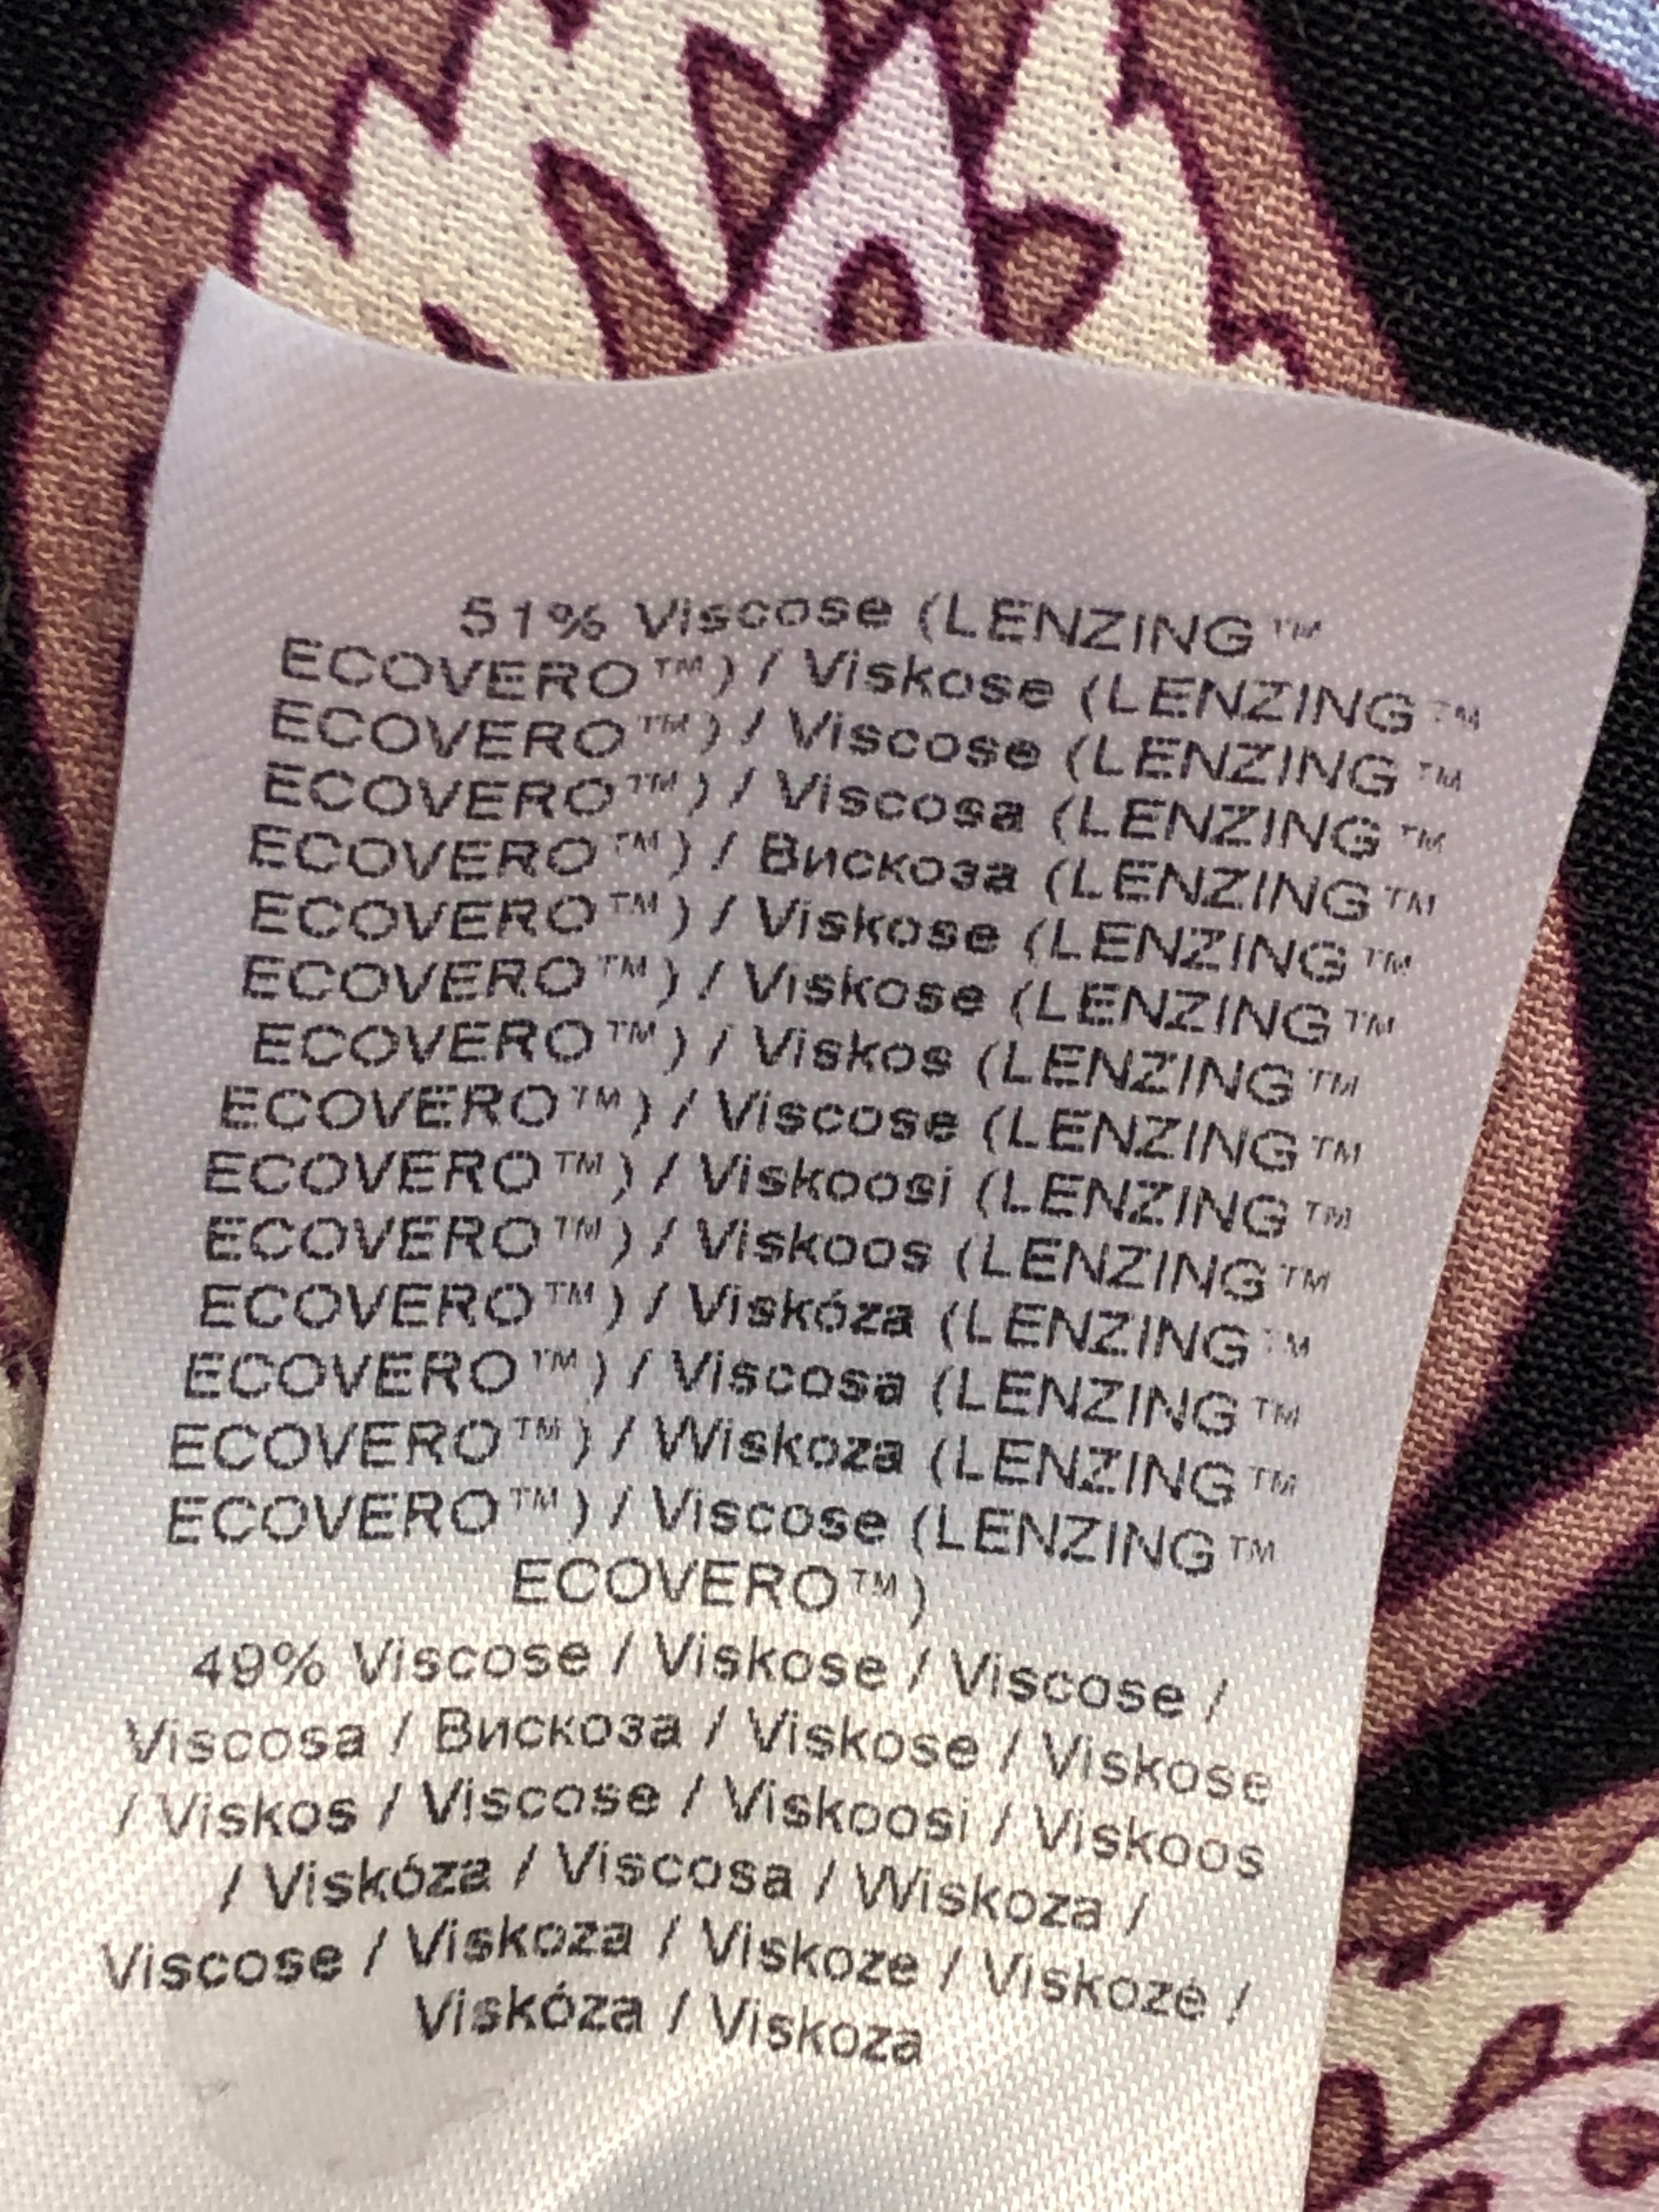 51% Viscose (LENZING™
ECOVERO™) / Viskose (LENZING™
ECOVERO™) / Viscose (LENZING™
ECOVERO™) / Viscosa (LENZING™
ECOVERO™) / Вискоза (LENZING™
ECOVERO™) / Viskose (LENZING™
ECOVERO™) / Viskose (LENZING™
ECOVERO™) / Viskos (LENZING™
ECOVERO™) / Viscose (LENZING™
ECOVERO™) / Viskoosi (LENZING™
ECOVERO™) / Viskoos (LENZING™
ECOVERO™) / Viskóza (LENZING™
ECOVERO™) / Viscosa (LENZING™
ECOVERO™) / Wiskoza (LENZING™
ECOVERO™) / Viscose (LENZING™
ECOVERO™)
49% Viscose / Viskose / Viscose /
Viscosa / Вискоза / Viskose / Viskose
/ Viskos / Viscose / Viskoosi / Viskoos
/ Viskóza / Viscosa / Wiskoza /
Viscose / Viskoza / Viskoze / Viskozė /
Viskóza / Viskoza